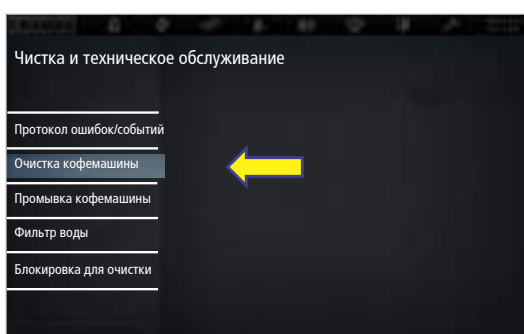 Чистка и техническое обслуживание
Протокол ошибок/событий
Очистка кофемашины
Промывка кофемашины
Фильтр воды
Блокировка для очистки